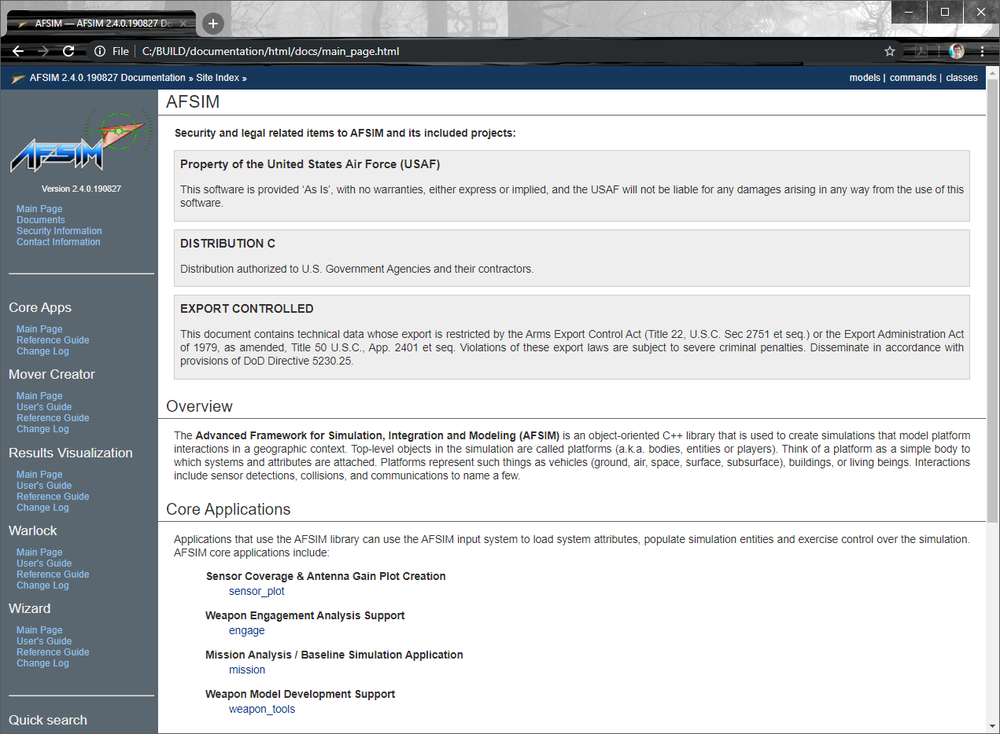 AFSIM — AFSIM 2.4.0.190827 Do
File
C:/BUILD/documentation/html/docs/main_page.html
AFSIM 2.4.0.190827 Documentation » Site Index »
models | commands | classes
AFSIM
Version 2.4.0.190827
Main Page
Documents
Security Information
Contact Information
Core Apps
Main Page
Reference Guide
Change Log
Mover Creator
Main Page
User's Guide
Reference Guide
Change Log
Results Visualization
Main Page
User's Guide
Reference Guide
Change Log
Warlock
Main Page
User's Guide
Reference Guide
Change Log
Wizard
Main Page
User's Guide
Reference Guide
Change Log
Quick search
AFSIM
Security and legal related items to AFSIM and its included projects:
Property of the United States Air Force (USAF)
This software is provided ‘As Is’, with no warranties, either express or implied, and the USAF will not be liable for any damages arising in any way from the use of this
software.
DISTRIBUTION C
Distribution authorized to U.S. Government Agencies and their contractors.
EXPORT CONTROLLED
This document contains technical data whose export is restricted by the Arms Export Control Act (Title 22, U.S.C. Sec 2751 et seq.) or the Export Administration Act
of 1979, as amended, Title 50 U.S.C., App. 2401 et seq. Violations of these export laws are subject to severe criminal penalties. Disseminate in accordance with
provisions of DoD Directive 5230.25.
Overview
The Advanced Framework for Simulation, Integration and Modeling (AFSIM) is an object-oriented C++ library that is used to create simulations that model platform
interactions in a geographic context. Top-level objects in the simulation are called platforms (a.k.a. bodies, entities or players). Think of a platform as a simple body to
which systems and attributes are attached. Platforms represent such things as vehicles (ground, air, space, surface, subsurface), buildings, or living beings. Interactions
include sensor detections, collisions, and communications to name a few.
Core Applications
Applications that use the AFSIM library can use the AFSIM input system to load system attributes, populate simulation entities and exercise control over the simulation.
AFSIM core applications include:
Sensor Coverage & Antenna Gain Plot Creation
sensor_plot
Weapon Engagement Analysis Support
engage
Mission Analysis / Baseline Simulation Application
mission
Weapon Model Development Support
weapon_tools